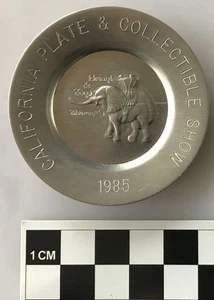 CALIFORNIA PLATE & COLLECTIBLE SHOW
&
1985
1 CM